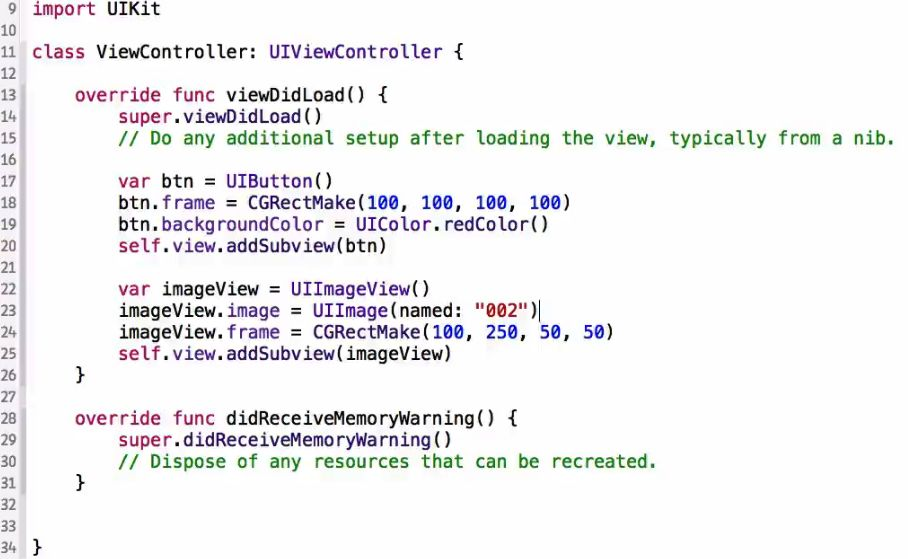 9 import UIKit
10
11 class ViewController: UIViewController {
12
13     override func viewDidLoad() {
14         super.viewDidLoad()
15         // Do any additional setup after loading the view, typically from a nib.
16
17         var btn = UIButton()
18         btn.frame = CGRectMake(100, 100, 100, 100)
19         btn.backgroundColor = UIColor.redColor()
20         self.view.addSubview(btn)
21
22         var imageView = UIImageView()
23         imageView.image = UIImage(named: "002")
24         imageView.frame = CGRectMake(100, 250, 50, 50)
25         self.view.addSubview(imageView)
26     }
27
28     override func didReceiveMemoryWarning() {
29         super.didReceiveMemoryWarning()
30         // Dispose of any resources that can be recreated.
31     }
32
33
34 }